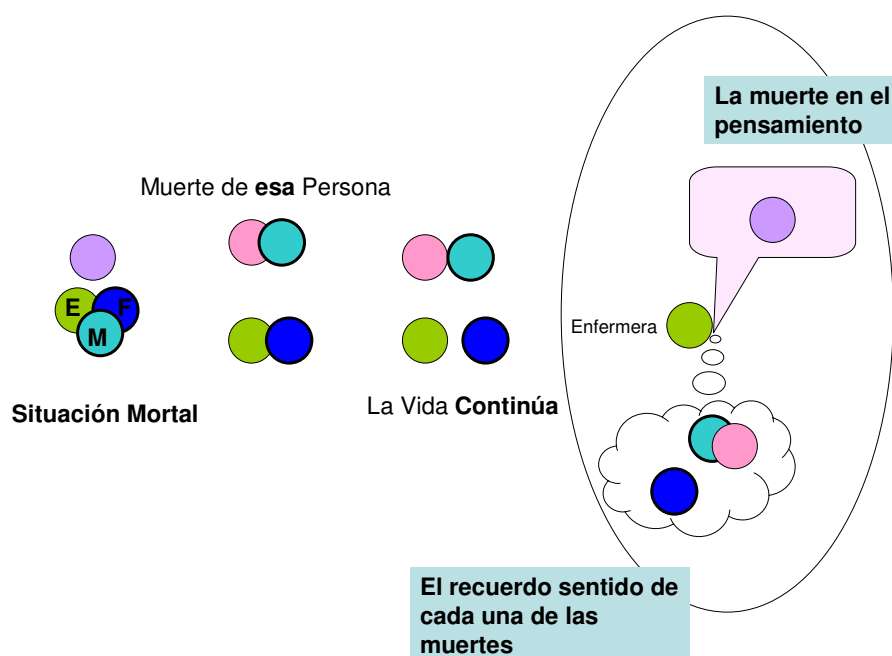 La muerte en el
pensamiento
Muerte de esa Persona
E
F
M
Enfermera
Situación Mortal
La Vida Continúa
El recuerdo sentido de
cada una de las
muertes